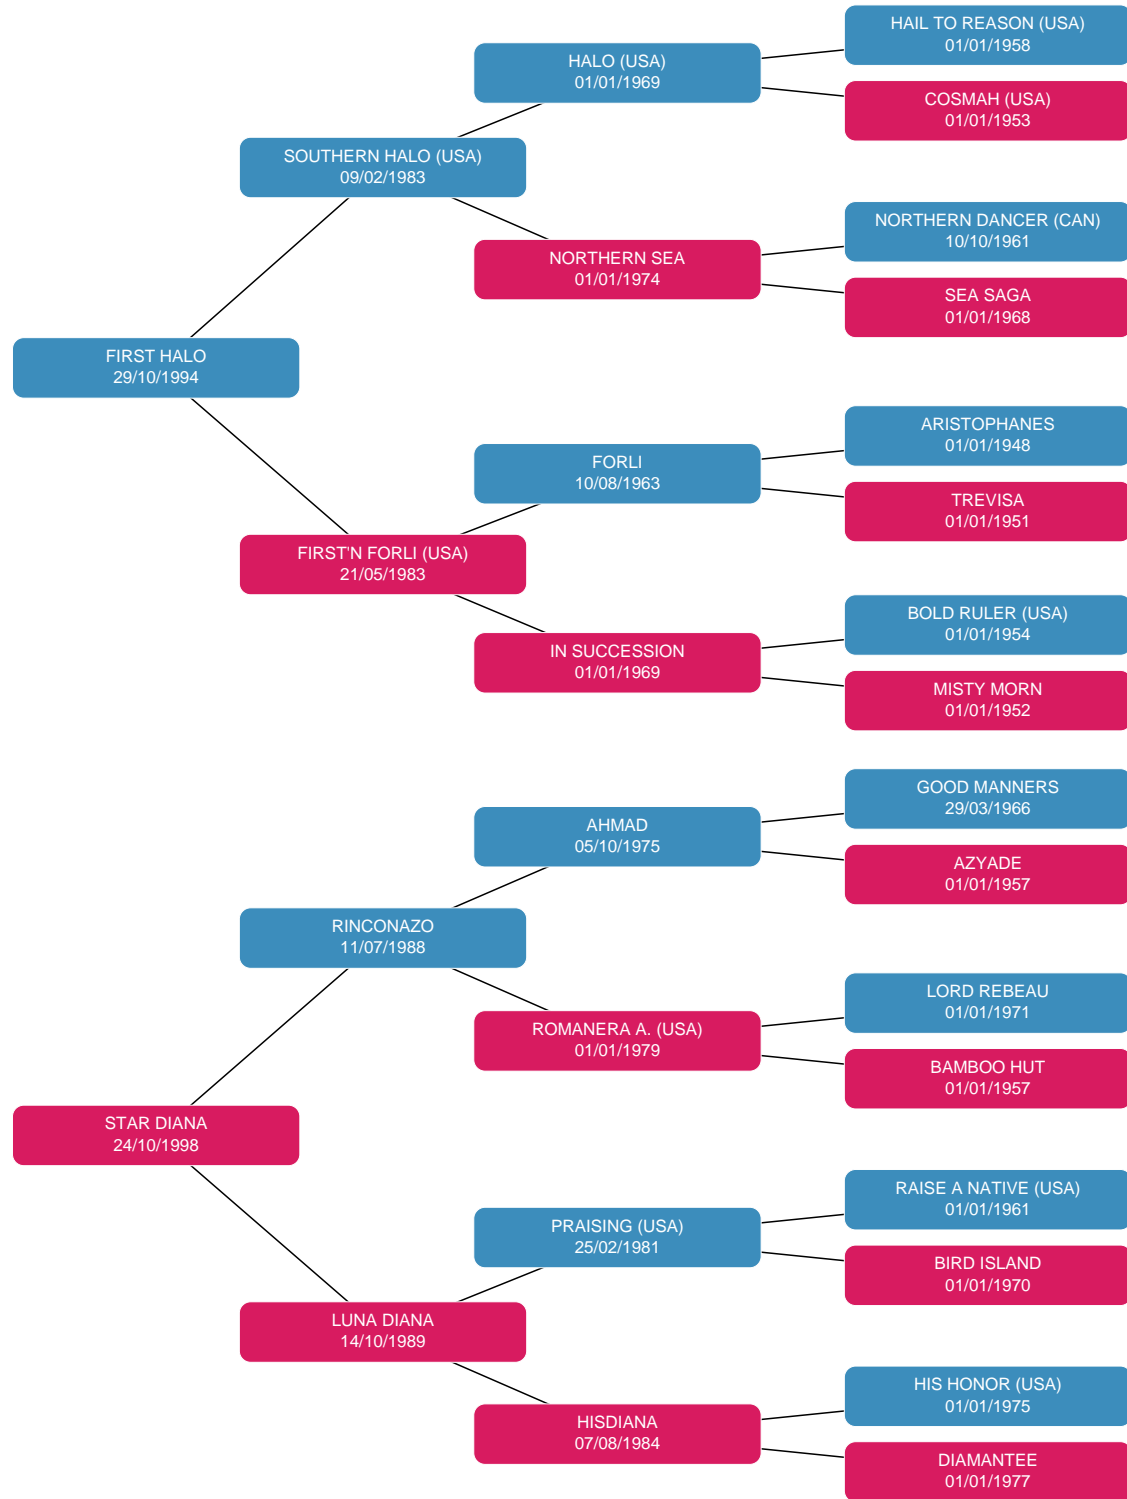 HAIL TO REASON (USA)
01/01/1958
HALO (USA)
01/01/1969
COSMAH (USA)
01/01/1953
SOUTHERN HALO (USA)
09/02/1983
NORTHERN DANCER (CAN)
10/10/1961
NORTHERN SEA
01/01/1974
SEA SAGA
01/01/1968
FIRST HALO
29/10/1994
ARISTOPHANES
01/01/1948
FORLI
10/08/1963
TREVISA
01/01/1951
FIRST'N FORLI (USA)
21/05/1983
BOLD RULER (USA)
01/01/1954
IN SUCCESSION
01/01/1969
MISTY MORN
01/01/1952
GOOD MANNERS
29/03/1966
AHMAD
05/10/1975
AZYADE
01/01/1957
RINCONAZO
11/07/1988
LORD REBEAU
01/01/1971
ROMANERA A. (USA)
01/01/1979
BAMBOO HUT
01/01/1957
STAR DIANA
24/10/1998
RAISE A NATIVE (USA)
01/01/1961
PRAISING (USA)
25/02/1981
BIRD ISLAND
01/01/1970
LUNA DIANA
14/10/1989
HIS HONOR (USA)
01/01/1975
HISDIANA
07/08/1984
DIAMANTEE
01/01/1977